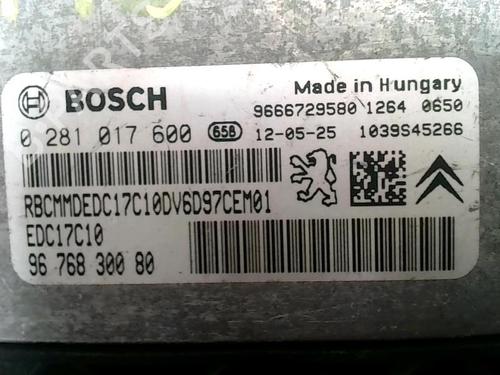 BOSCH
Made in Hungary
9666729580 1264 0650
0 281 017 600 658 12-05-25 1039S45266
RBCMMDEDC17C10DV6D97CEM01
EDC17C10
96 768 300 80